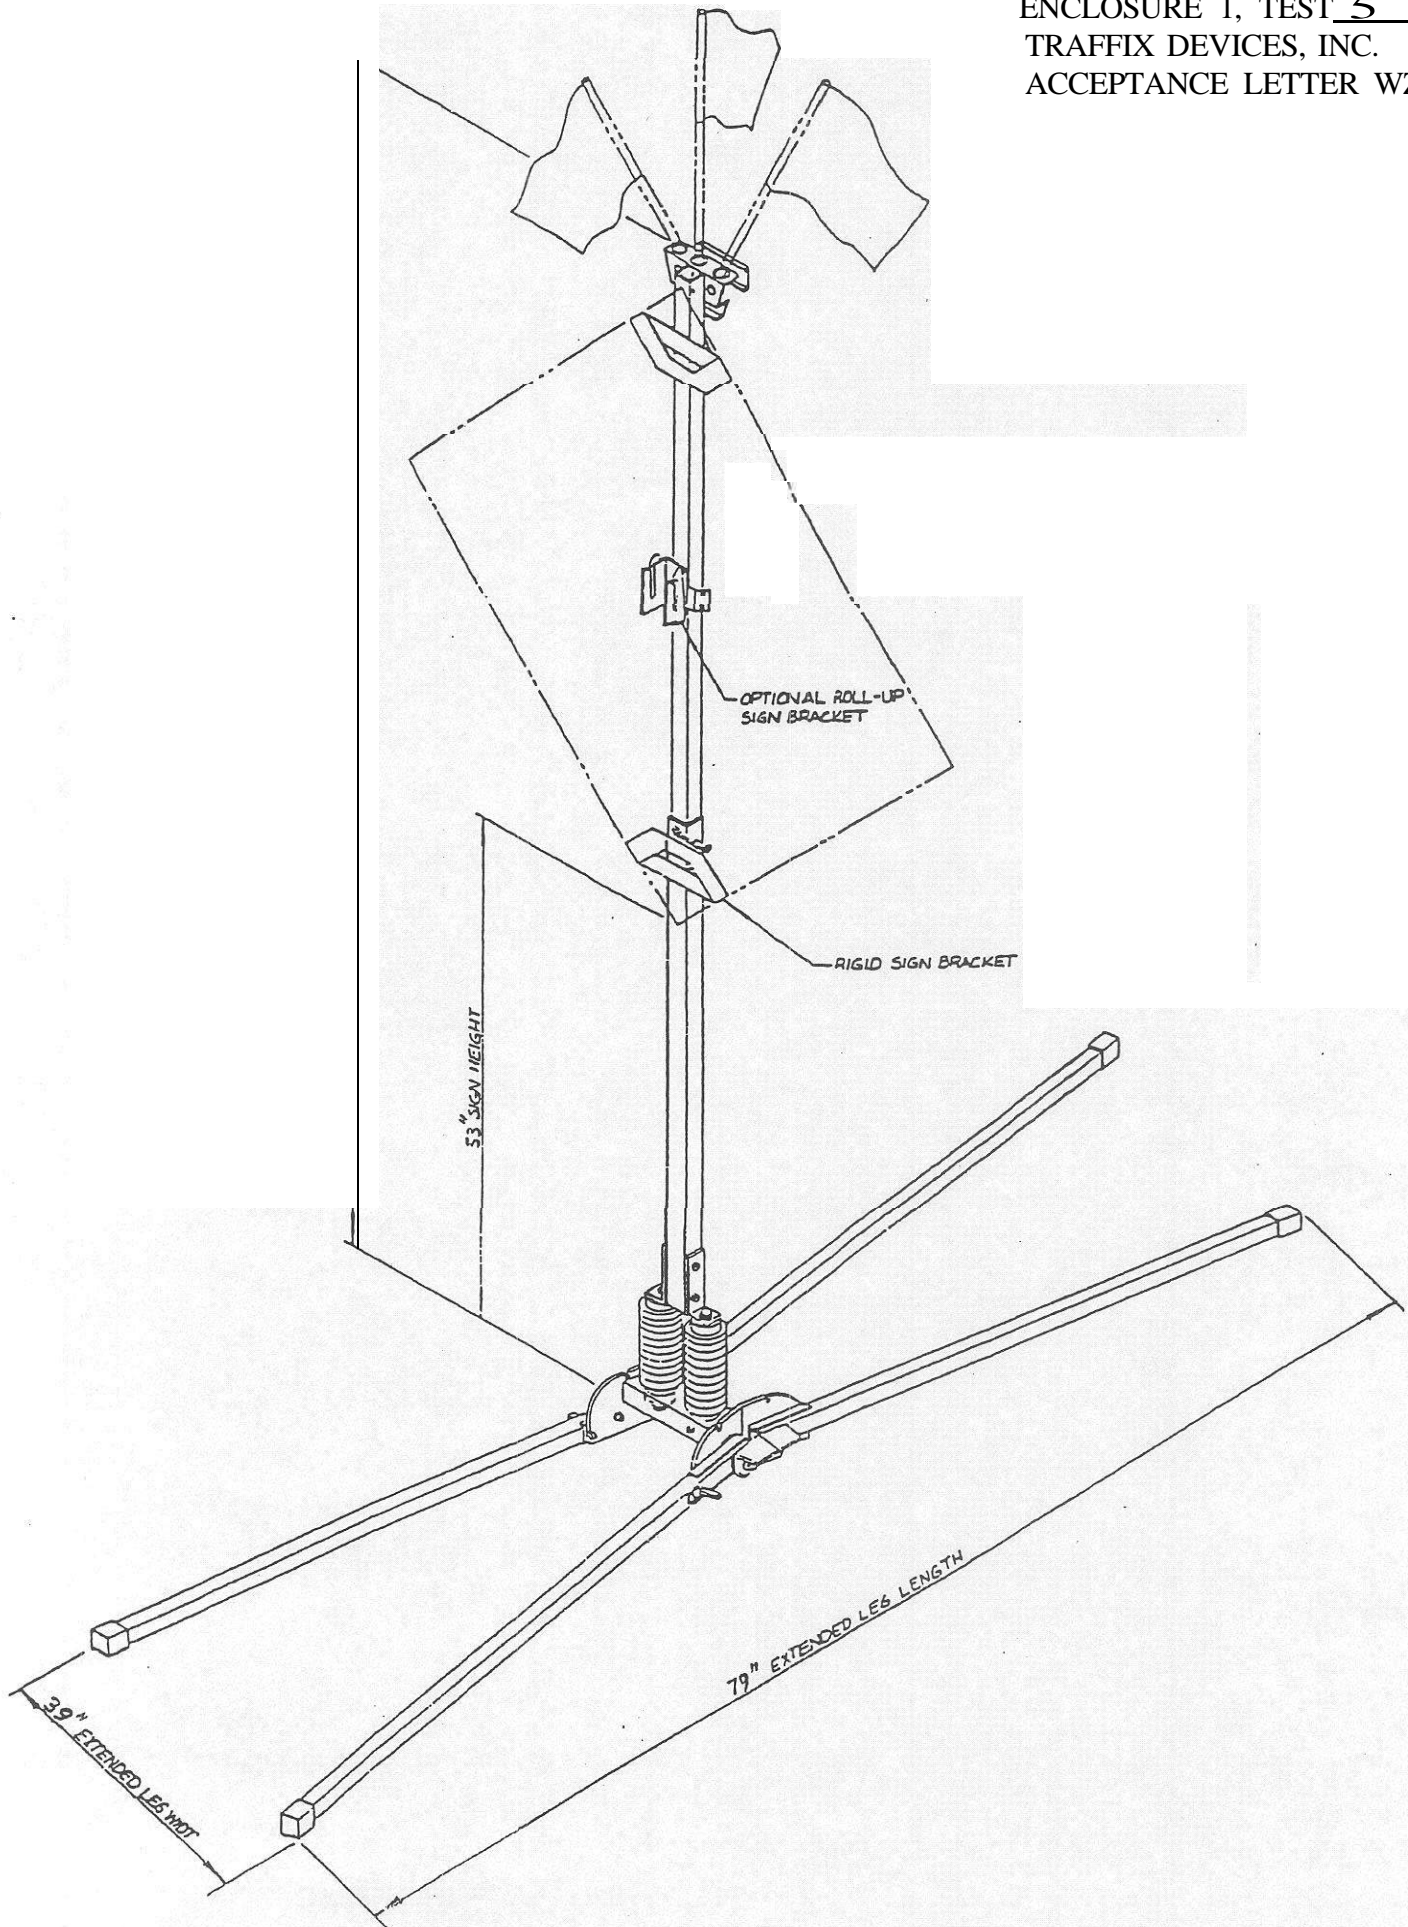 ENCLOSURE 1, TEST 3
TRAFFIX DEVICES, INC.
ACCEPTANCE LETTER WZ
OPTIONAL ROLL-UP
SIGN BRACKET
RIGID SIGN BRACKET
53" SIGN HEIGHT
79" EXTENDED LEG LENGTH
39" EXTENDED LEG WIDT